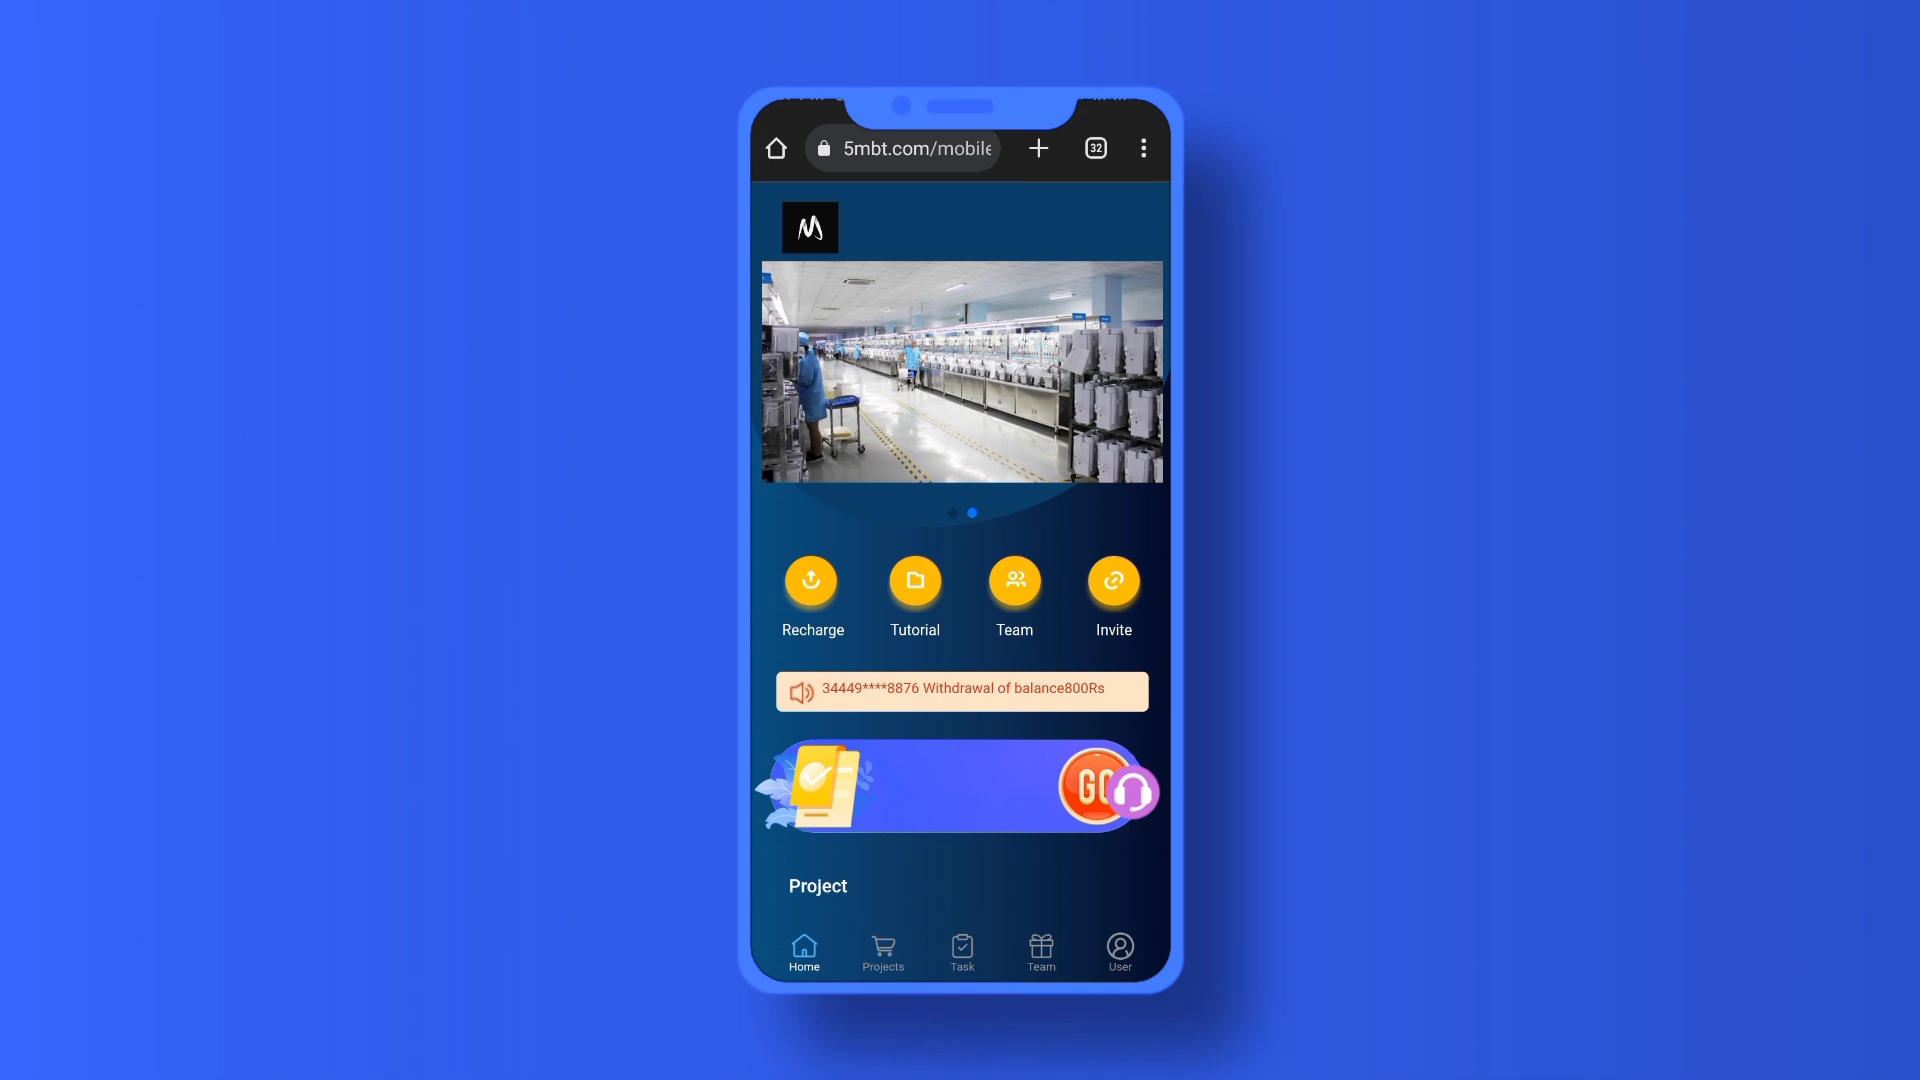 5mbt.com/mobile
32
Recharge
Tutorial
Team
Invite
34449****8876 Withdrawal of balance800Rs
GO
Project
Home
Projects
Task
Team
User